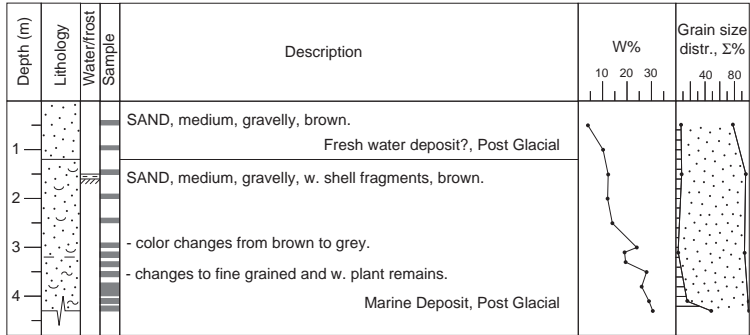 Depth (m)
Lithology
Water/frost
Sample
Description
W%
10 20 30
Grain size
distr., Σ%
40 80
SAND, medium, gravelly, brown.
Fresh water deposit?, Post Glacial
1
SAND, medium, gravelly, w. shell fragments, brown.
2
- color changes from brown to grey.
3
- changes to fine grained and w. plant remains.
4
Marine Deposit, Post Glacial